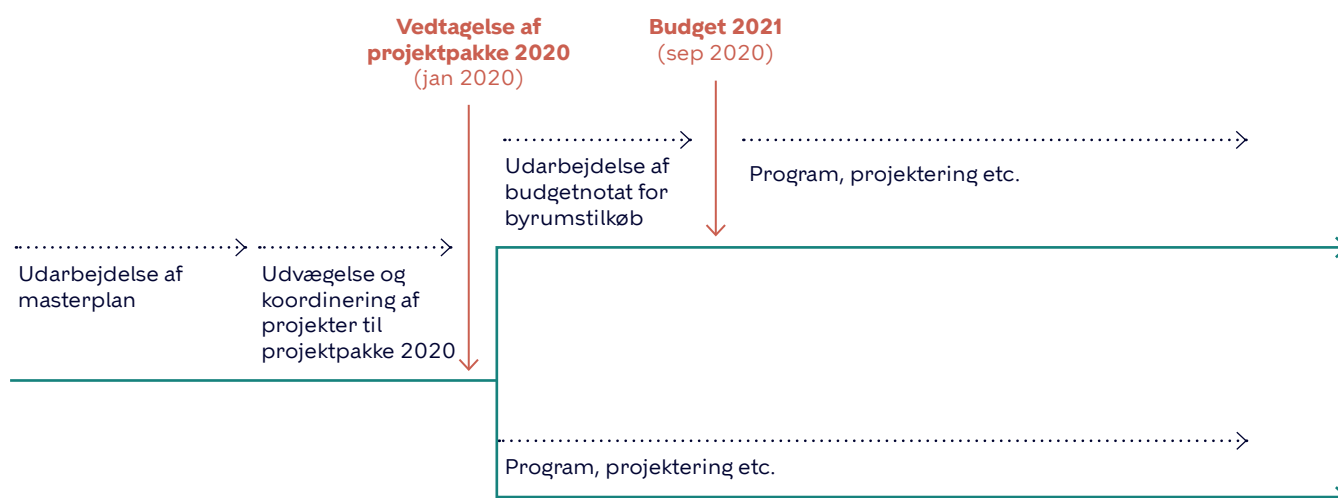 Vedtagelse af
projektpakke 2020
(jan 2020)
Budget 2021
(sep 2020)
Udarbejdelse af
budgetnotat for
byrumstilkøb
Program, projektering etc.
Udarbejdelse af
masterplan
Udvægelse og
koordinering af
projekter til
projektpakke 2020
Program, projektering etc.